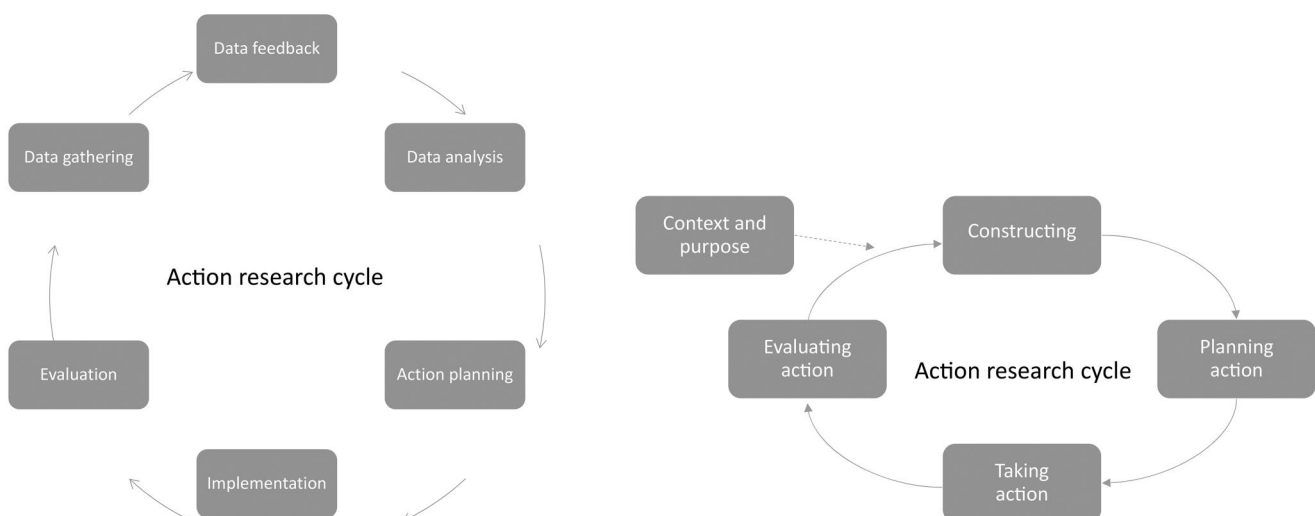 Data feedback
Data gathering
Data analysis
Action research cycle
Evaluation
Action planning
Implementation
Context and
purpose
Constructing
Evaluating
action
Action research cycle
Planning
action
Taking
action